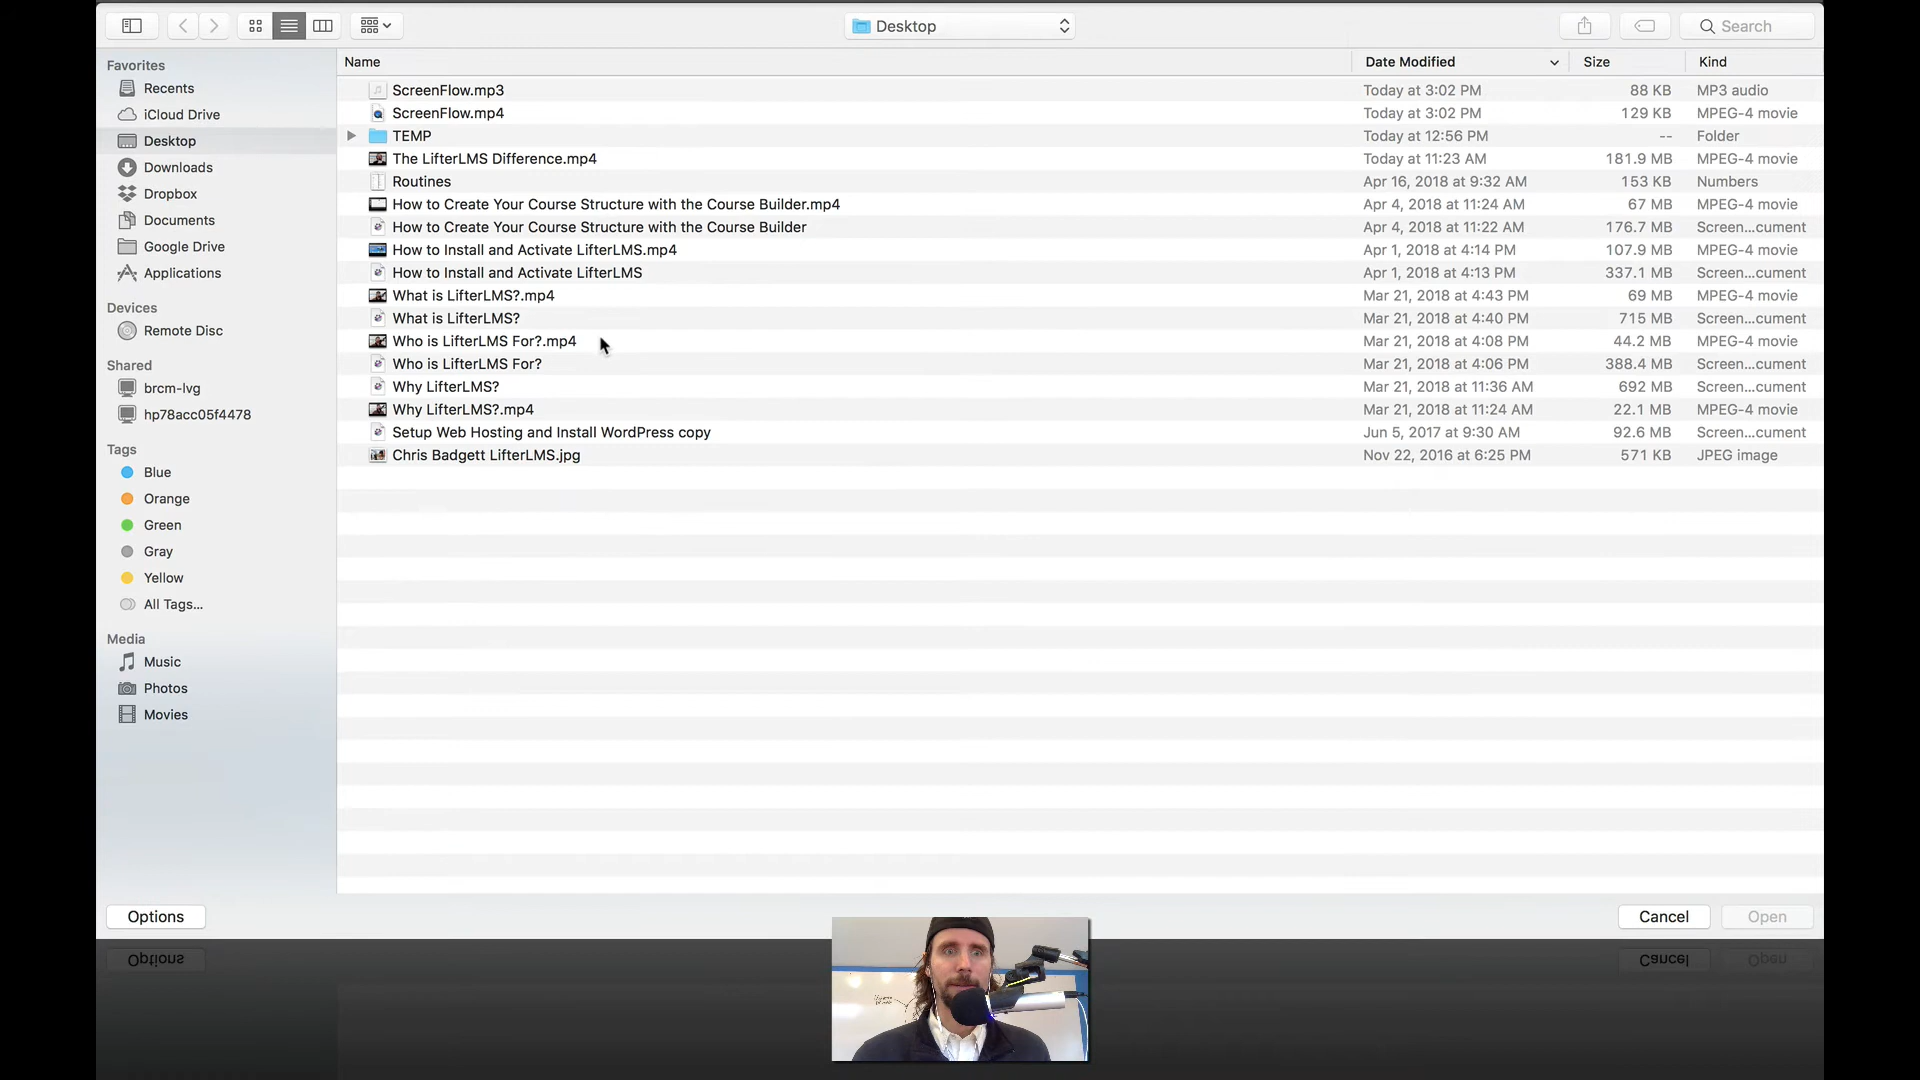 Desktop
Search
Favorites
Recents
iCloud Drive
Desktop
Downloads
Dropbox
Documents
Google Drive
Applications
Devices
Remote Disc
Shared
brcm-lvg
hp78acc05f4478
Tags
Blue
Orange
Green
Gray
Yellow
All Tags...
Media
Music
Photos
Movies
Name Date Modified Size Kind
ScreenFlow.mp3 Today at 3:02 PM 88 KB MP3 audio
ScreenFlow.mp4 Today at 3:02 PM 129 KB MPEG-4 movie
TEMP Today at 12:56 PM -- Folder
The LifterLMS Difference.mp4 Today at 11:23 AM 181.9 MB MPEG-4 movie
Routines Apr 16, 2018 at 9:32 AM 153 KB Numbers
How to Create Your Course Structure with the Course Builder.mp4 Apr 4, 2018 at 11:24 AM 67 MB MPEG-4 movie
How to Create Your Course Structure with the Course Builder Apr 4, 2018 at 11:22 AM 176.7 MB Screen...cument
How to Install and Activate LifterLMS.mp4 Apr 1, 2018 at 4:14 PM 107.9 MB MPEG-4 movie
How to Install and Activate LifterLMS Apr 1, 2018 at 4:13 PM 337.1 MB Screen...cument
What is LifterLMS?.mp4 Mar 21, 2018 at 4:43 PM 69 MB MPEG-4 movie
What is LifterLMS? Mar 21, 2018 at 4:40 PM 715 MB Screen...cument
Who is LifterLMS For?.mp4 Mar 21, 2018 at 4:08 PM 44.2 MB MPEG-4 movie
Who is LifterLMS For? Mar 21, 2018 at 4:06 PM 388.4 MB Screen...cument
Why LifterLMS? Mar 21, 2018 at 11:36 AM 692 MB Screen...cument
Why LifterLMS?.mp4 Mar 21, 2018 at 11:24 AM 22.1 MB MPEG-4 movie
Setup Web Hosting and Install WordPress copy Jun 5, 2017 at 9:30 AM 92.6 MB Screen...cument
Chris Badgett LifterLMS.jpg Nov 22, 2016 at 6:25 PM 571 KB JPEG image
Options
Cancel
Open
Options
Cancel
Open